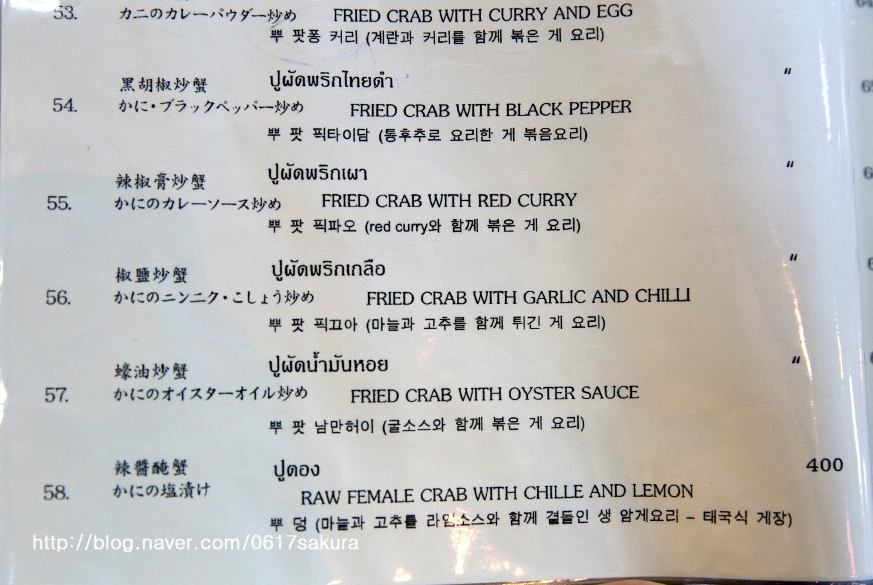 53.
カニのカレーパウダー炒め FRIED CRAB WITH CURRY AND EGG
뿌 팟퐁 커리 (계란과 커리를 함께 볶은 게 요리)
黑胡椒炒蟹 ปูผัดพริกไทยดำ "
54. かに・ブラックペッパー炒め FRIED CRAB WITH BLACK PEPPER
뿌 팟 픽타이담 (통후추로 요리한 게 볶음요리)
辣椒膏炒蟹 ปูผัดพริกเผา "
55. かにのカレーソース炒め FRIED CRAB WITH RED CURRY
뿌 팟 픽파오 (red curry와 함께 볶은 게 요리)
椒鹽炒蟹 ปูผัดพริกเกลือ "
56. かにのニンニク・こしょう炒め FRIED CRAB WITH GARLIC AND CHILLI
뿌 팟 픽끄아 (마늘과 고추를 함께 튀긴 게 요리)
蠔油炒蟹 ปูผัดน้ำมันหอย "
57. かにのオイスターオイル炒め FRIED CRAB WITH OYSTER SAUCE
뿌 팟 남만허이 (굴소스와 함께 볶은 게 요리)
辣醬醃蟹 ปูดอง 400
58. かにの塩漬け RAW FEMALE CRAB WITH CHILLE AND LEMON
뿌 덩 (마늘과 고추를 라임소스와 함께 곁들인 생 암게요리 - 태국식 게장)
http://blog.naver.com/0617sakura